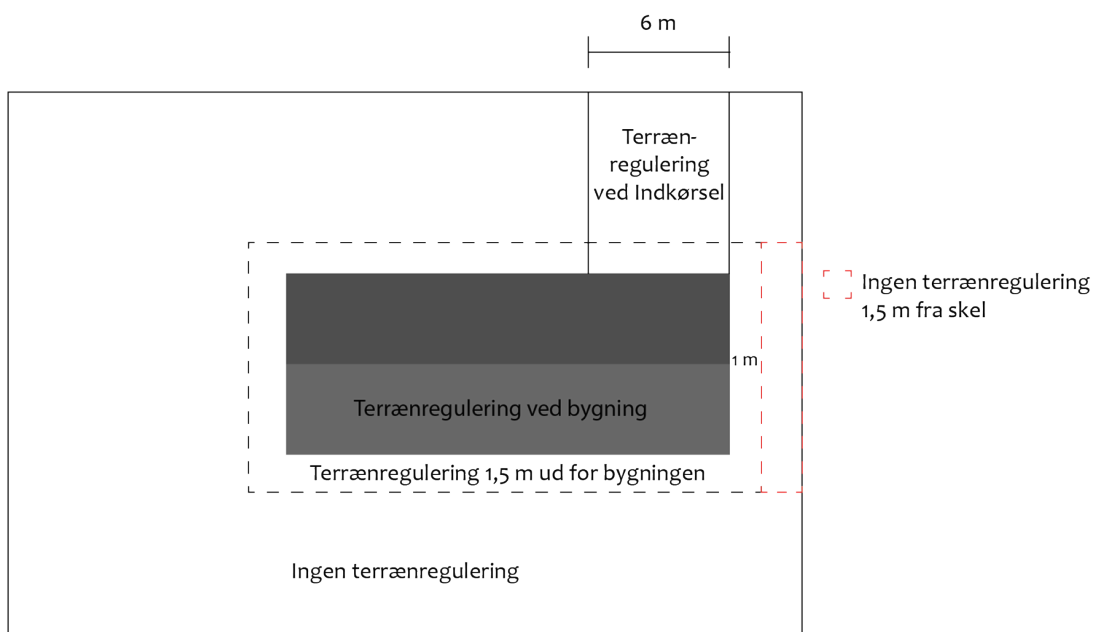 6 m
Terræn-
regulering
ved Indkørsel
Ingen terrænregulering
1,5 m fra skel
1 m
Terrænregulering ved bygning
Terrænregulering 1,5 m ud for bygningen
Ingen terrænregulering